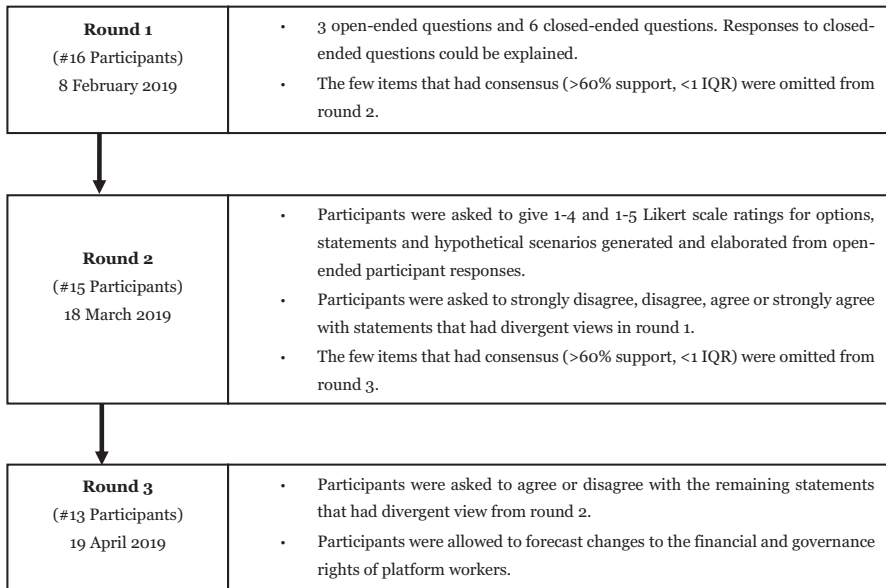 Round 1
(#16 Participants)
8 February 2019
• 3 open-ended questions and 6 closed-ended questions. Responses to closed-
ended questions could be explained.
• The few items that had consensus (>60% support, <1 IQR) were omitted from
round 2.
Round 2
(#15 Participants)
18 March 2019
• Participants were asked to give 1-4 and 1-5 Likert scale ratings for options,
statements and hypothetical scenarios generated and elaborated from open-
ended participant responses.
• Participants were asked to strongly disagree, disagree, agree or strongly agree
with statements that had divergent views in round 1.
• The few items that had consensus (>60% support, <1 IQR) were omitted from
round 3.
Round 3
(#13 Participants)
19 April 2019
• Participants were asked to agree or disagree with the remaining statements
that had divergent view from round 2.
• Participants were allowed to forecast changes to the financial and governance
rights of platform workers.